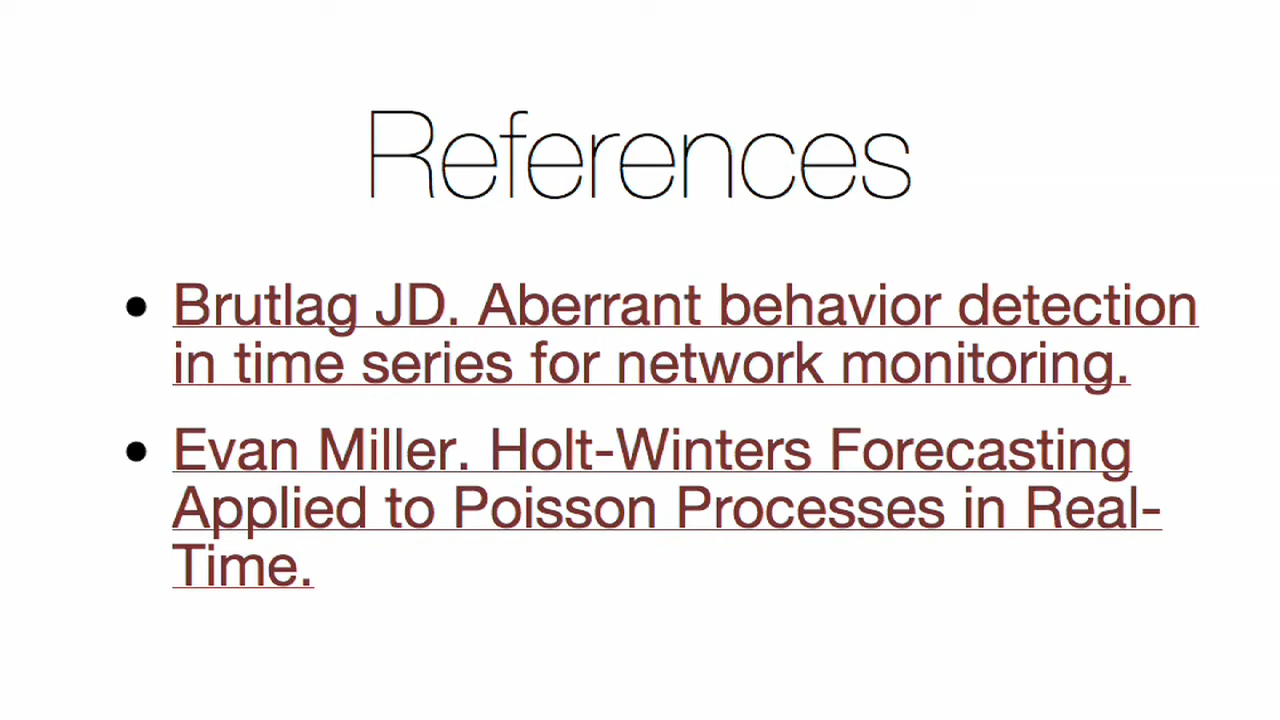 References
• Brutlag JD. Aberrant behavior detection
in time series for network monitoring.
• Evan Miller. Holt-Winters Forecasting
Applied to Poisson Processes in Real-
Time.